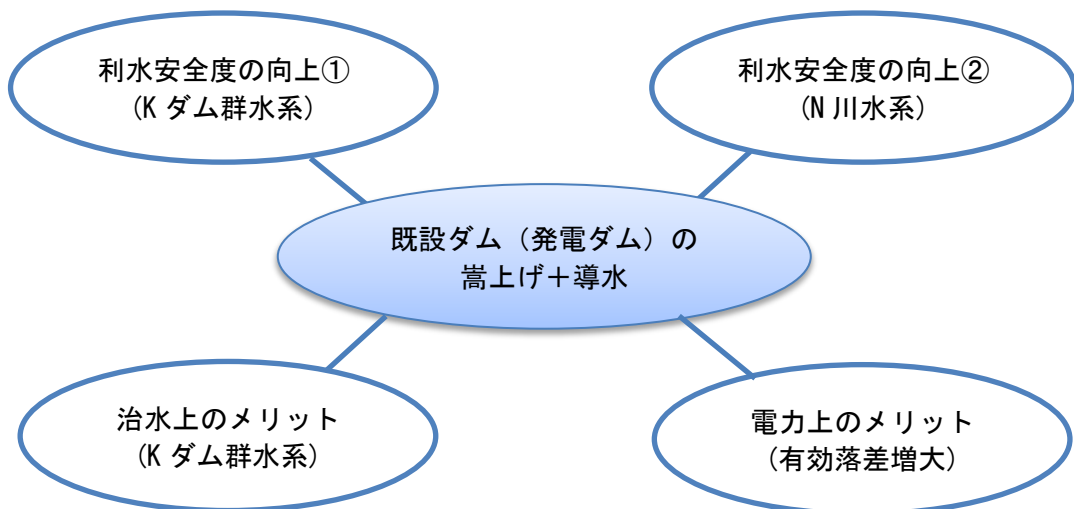 利水安全度の向上①
(K ダム群水系)
利水安全度の向上②
(N 川水系)
既設ダム（発電ダム）の
嵩上げ＋導水
治水上のメリット
(K ダム群水系)
電力上のメリット
(有効落差増大)